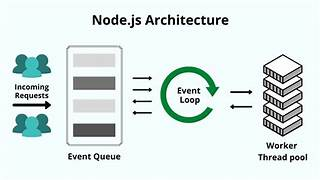 Node.js Architecture
Incoming
Requests
Event Queue
Event
Loop
Worker
Thread pool